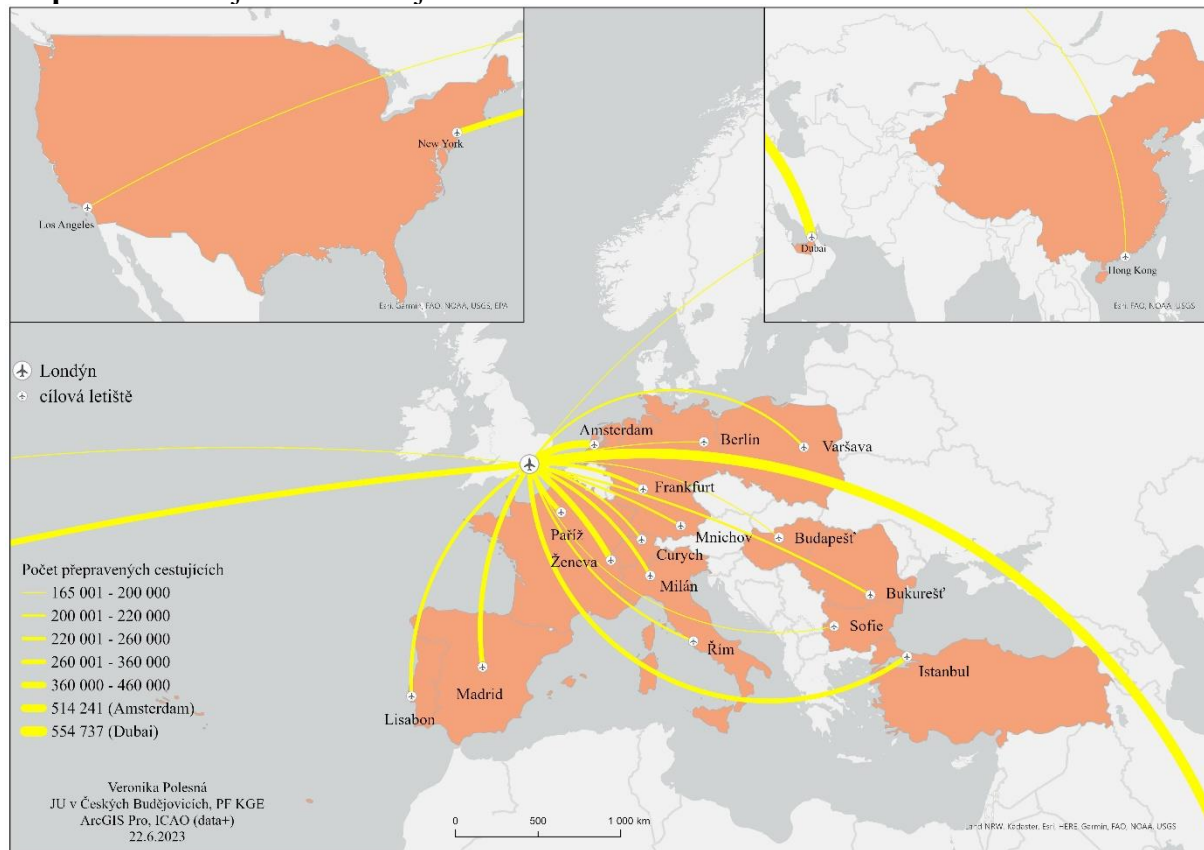 New York
Los Angeles
Esri, Garmin, FAO, NOAA, USGS, EPA
Dubai
Hong Kong
Esri, FAO, NOAA, USGS
Londýn
cílová letiště
Amsterdam
Berlín
Varšava
Frankfurt
Paříž
Mnichov
Budapešť
Ženeva
Curych
Milán
Bukurešť
Sofie
Řím
Istanbul
Madrid
Lisabon
Počet přepravených cestujících
165 001 - 200 000
200 001 - 220 000
220 001 - 260 000
260 001 - 360 000
360 000 - 460 000
514 241 (Amsterdam)
554 737 (Dubai)
Veronika Polesná
JU v Českých Budějovicích, PF KGE
ArcGIS Pro, ICAO (data+)
22.6.2023
0 500 1 000 km
Land NRW, Kadaster, Esri, HERE, Garmin, FAO, NOAA, USGS